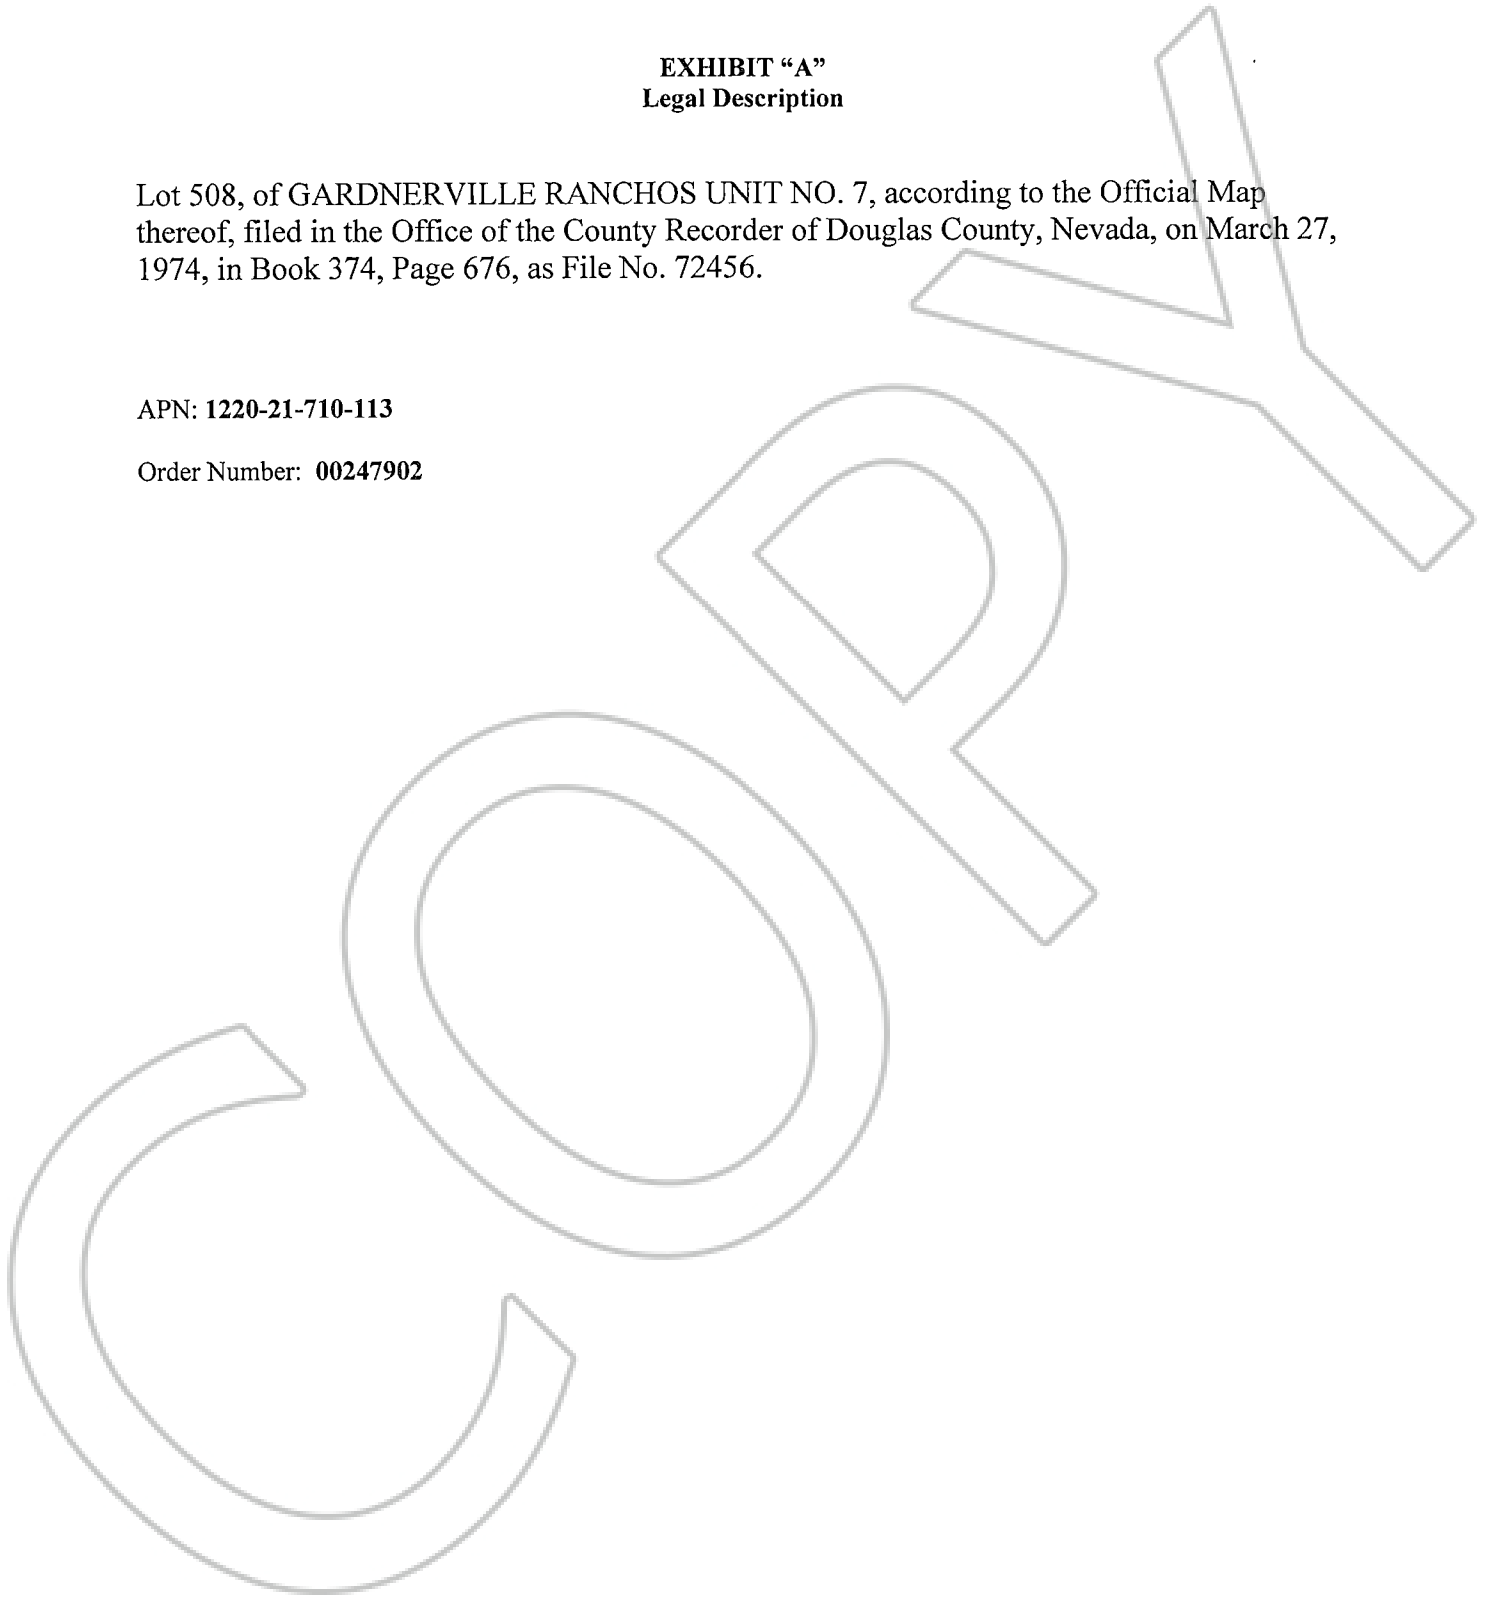 EXHIBIT “A”
Legal Description
Lot 508, of GARDNERVILLE RANCHOS UNIT NO. 7, according to the Official Map
thereof, filed in the Office of the County Recorder of Douglas County, Nevada, on March 27,
1974, in Book 374, Page 676, as File No. 72456.
APN: 1220-21-710-113
Order Number: 00247902
COPY